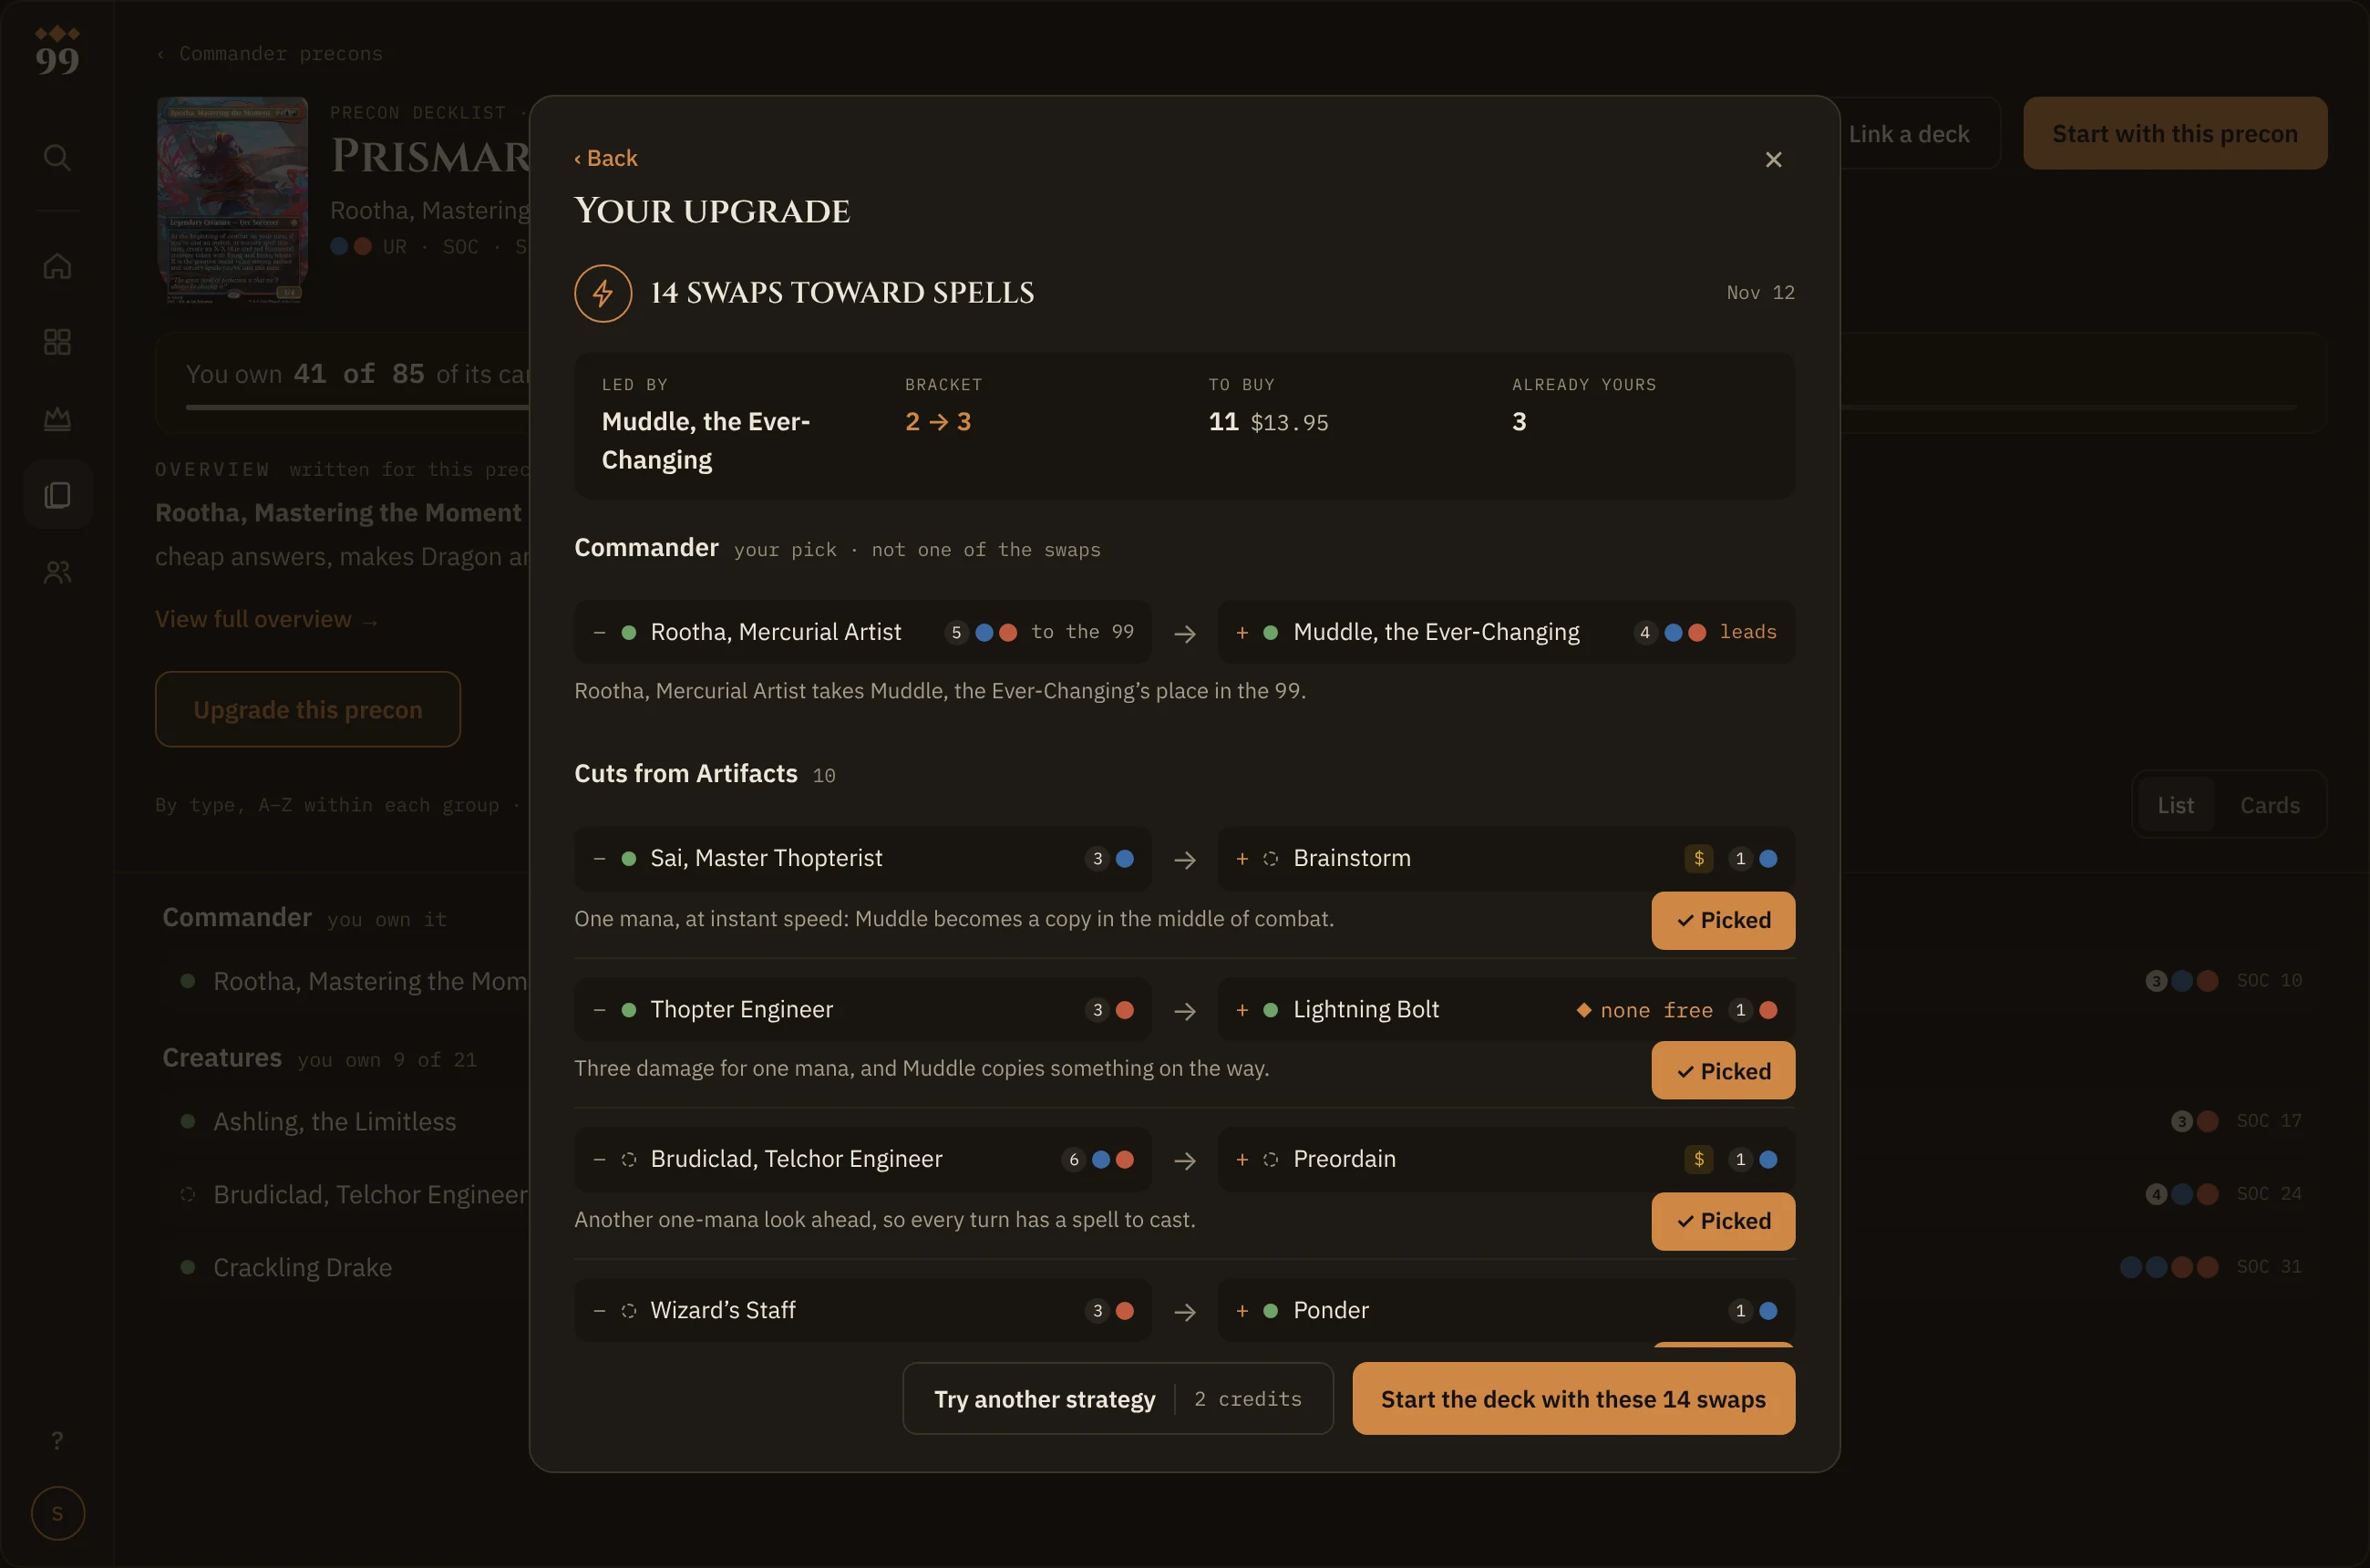 99
‹ Commander precons
PRECON DECKLIST ·
PRISMAR
Rootha, Mastering
UR · SOC · S
Link a deck
Start with this precon
You own 41 of 85 of its car
OVERVIEW written for this prec
Rootha, Mastering the Moment
cheap answers, makes Dragon ar
View full overview →
Upgrade this precon
By type, A–Z within each group ·
List
Cards
Commander you own it
Rootha, Mastering the Mom
3
SOC 10
Creatures you own 9 of 21
Ashling, the Limitless
3
SOC 17
Brudiclad, Telchor Engineer
4
SOC 24
Crackling Drake
SOC 31
?
S
‹ Back
×
YOUR UPGRADE
14 SWAPS TOWARD SPELLS
Nov 12
LED BY
Muddle, the Ever-
Changing
BRACKET
2 → 3
TO BUY
11 $13.95
ALREADY YOURS
3
Commander your pick · not one of the swaps
− Rootha, Mercurial Artist 5 to the 99
→
+ Muddle, the Ever-Changing 4 leads
Rootha, Mercurial Artist takes Muddle, the Ever-Changing’s place in the 99.
Cuts from Artifacts 10
− Sai, Master Thopterist 3
→
+ Brainstorm $ 1
One mana, at instant speed: Muddle becomes a copy in the middle of combat.
✓ Picked
− Thopter Engineer 3
→
+ Lightning Bolt ◆ none free 1
Three damage for one mana, and Muddle copies something on the way.
✓ Picked
− Brudiclad, Telchor Engineer 6
→
+ Preordain $ 1
Another one-mana look ahead, so every turn has a spell to cast.
✓ Picked
− Wizard’s Staff 3
→
+ Ponder 1
Try another strategy | 2 credits
Start the deck with these 14 swaps